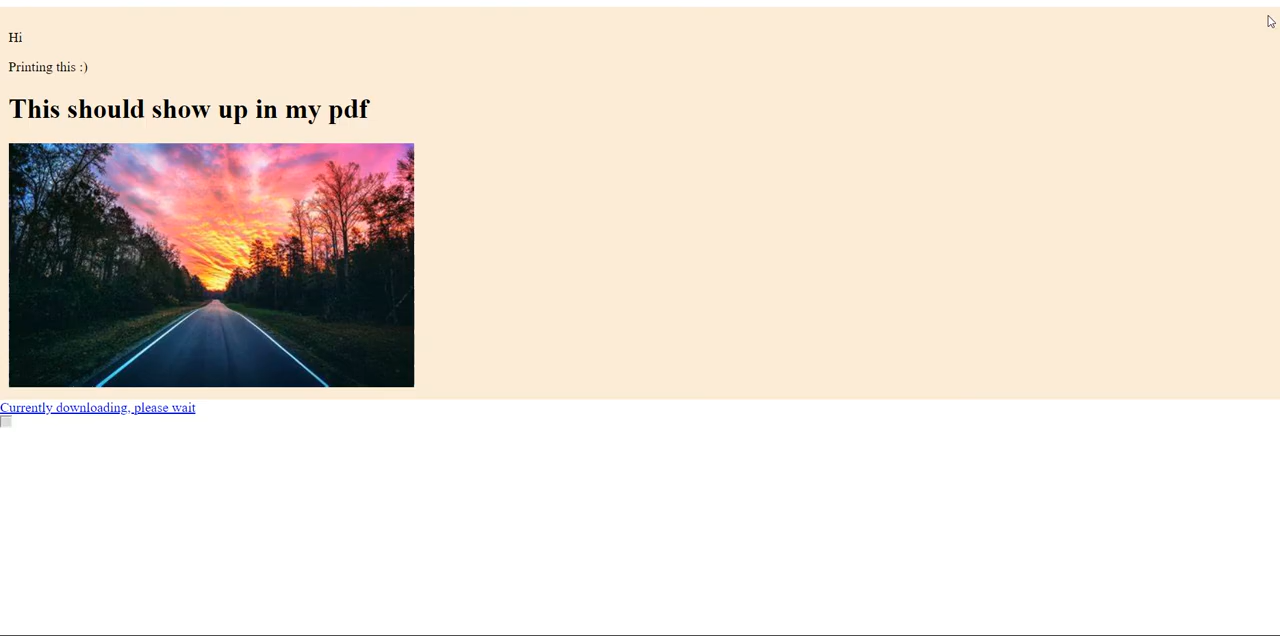 Hi
Printing this :)
This should show up in my pdf
Currently downloading, please wait